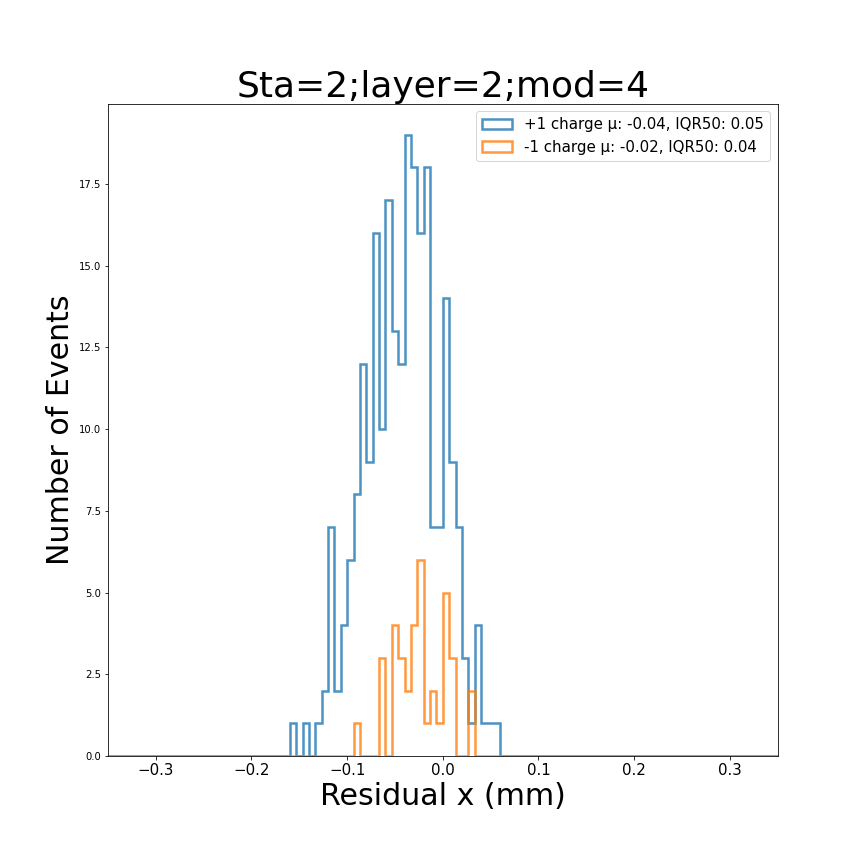 Sta=2;layer=2;mod=4
+1 charge μ: -0.04, IQR50: 0.05
-1 charge μ: -0.02, IQR50: 0.04
Number of Events
17.5
15.0
12.5
10.0
7.5
5.0
2.5
0.0
−0.3 −0.2 −0.1 0.0 0.1 0.2 0.3
Residual x (mm)